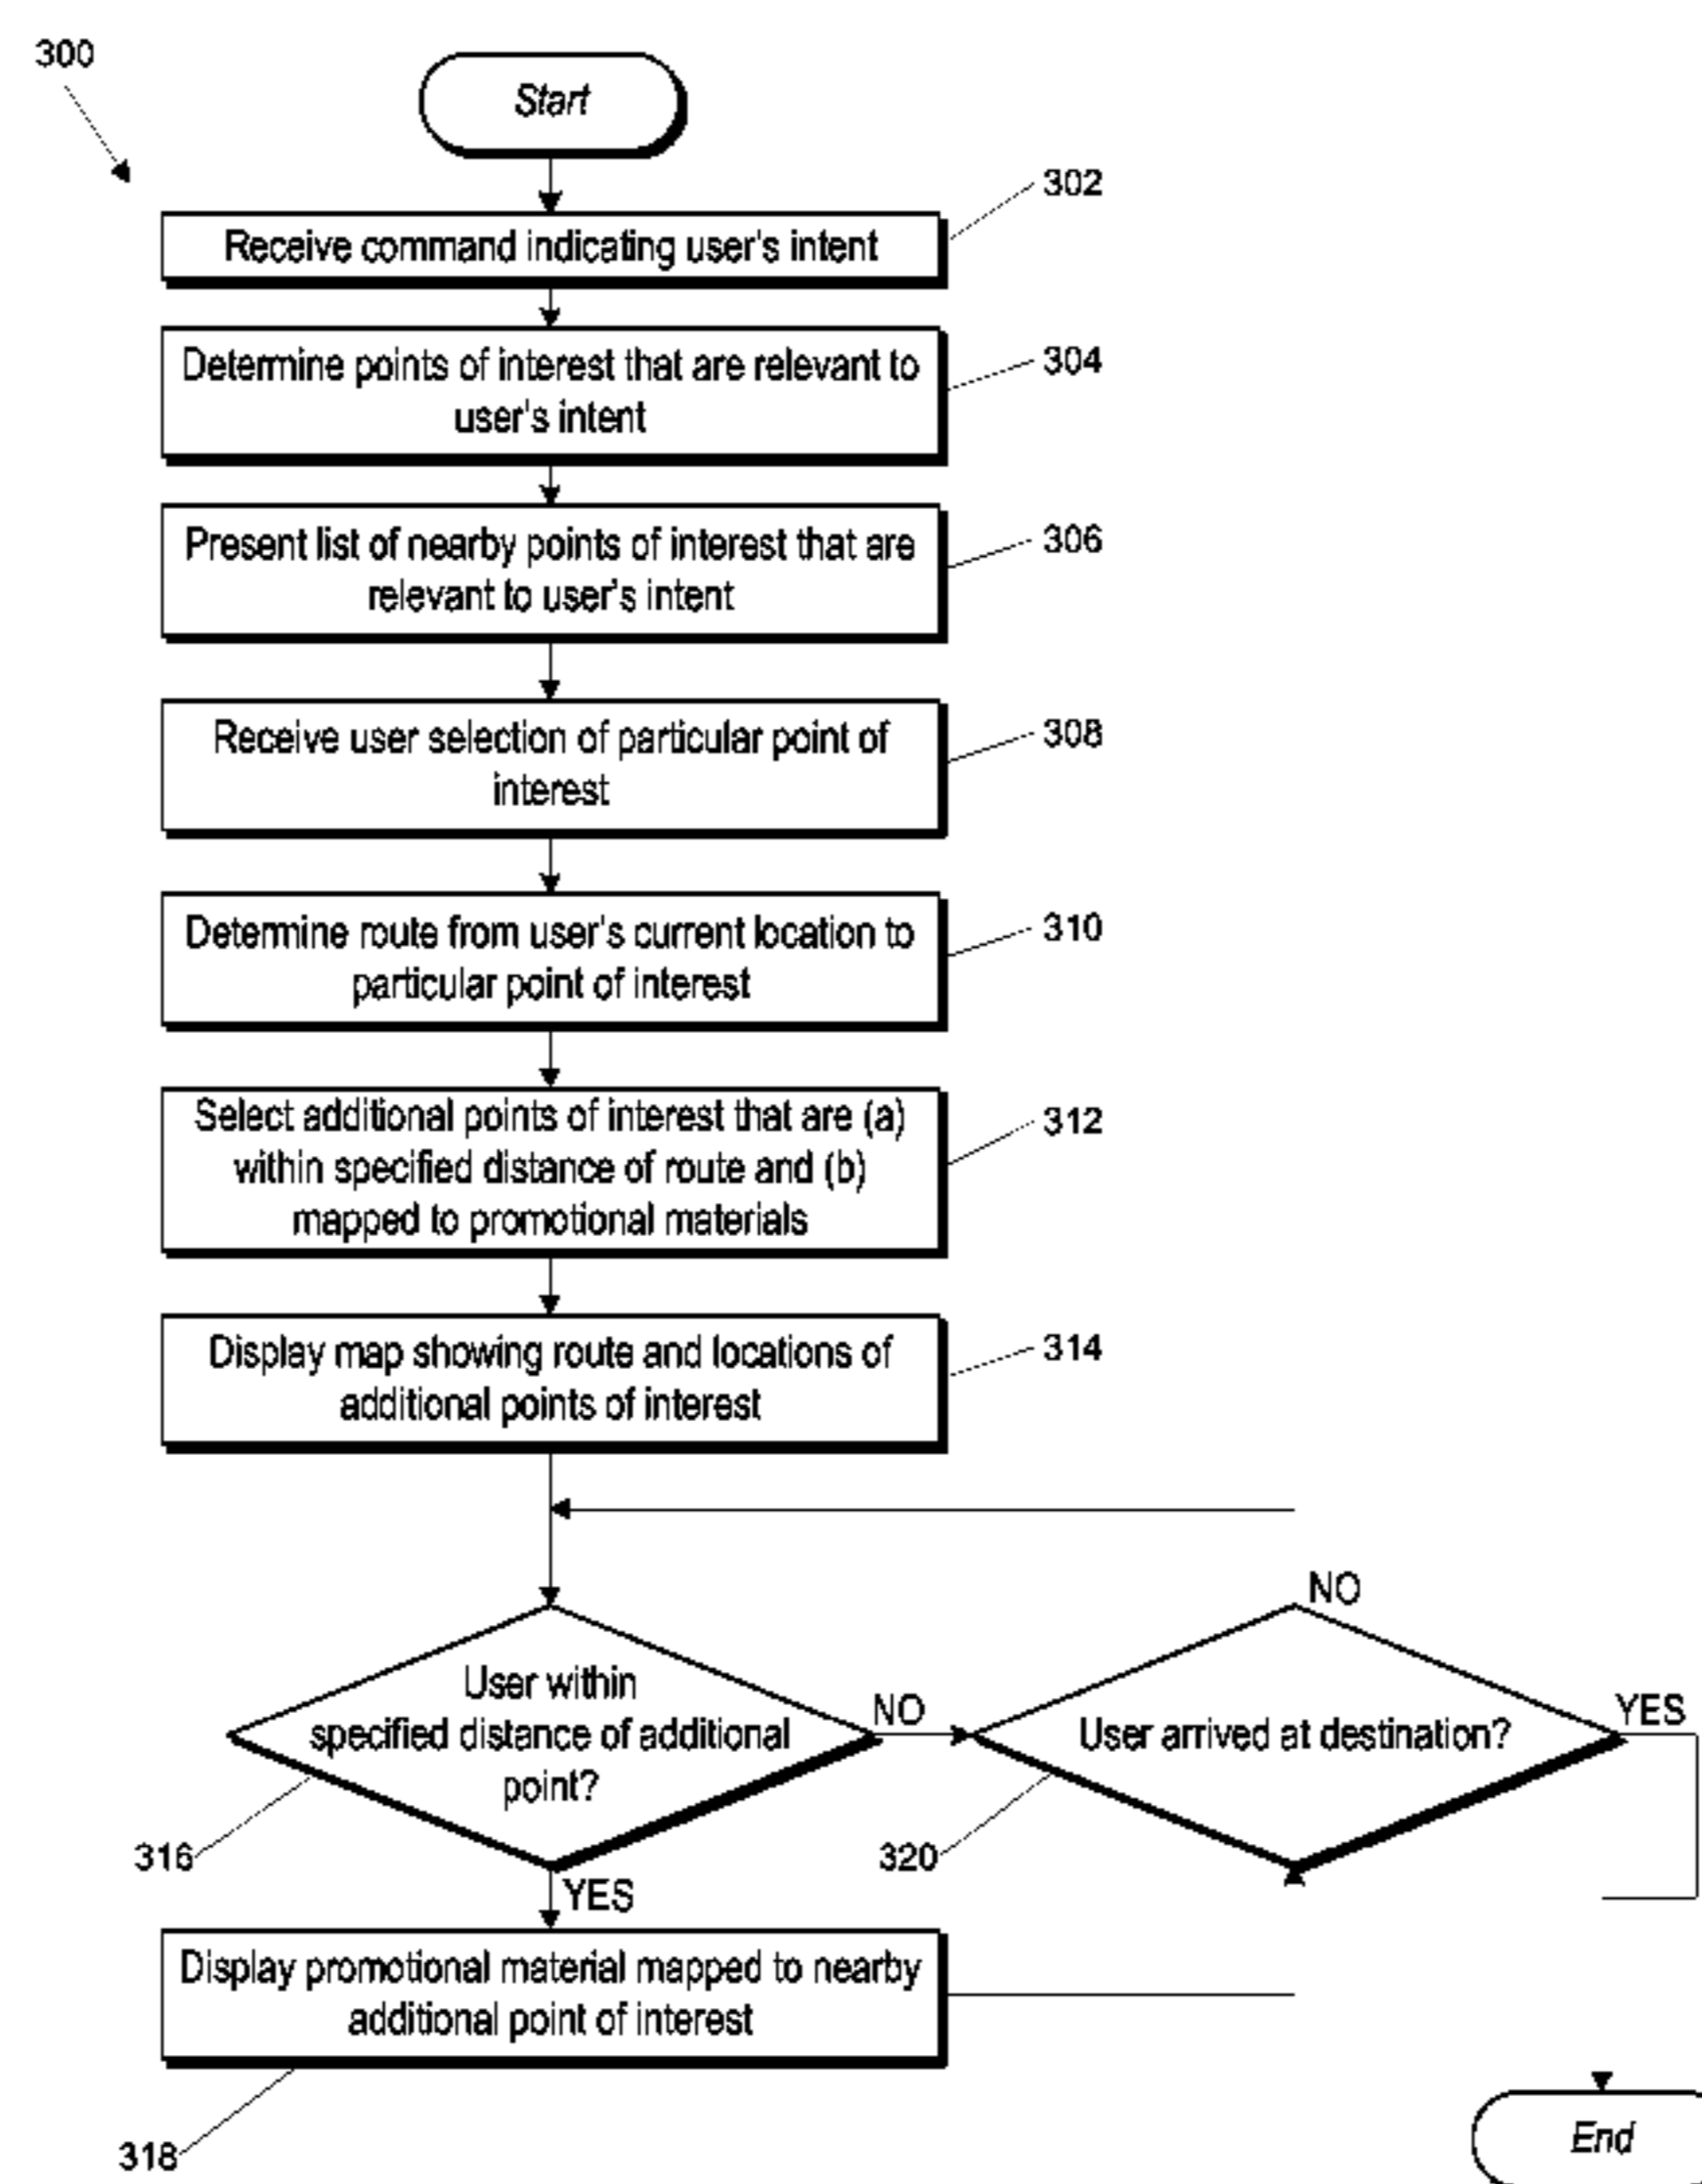 300
Start
302
Receive command indicating user's intent
304
Determine points of interest that are relevant to
user's intent
306
Present list of nearby points of interest that are
relevant to user's intent
308
Receive user selection of particular point of
interest
310
Determine route from user's current location to
particular point of interest
312
Select additional points of interest that are (a)
within specified distance of route and (b)
mapped to promotional materials
314
Display map showing route and locations of
additional points of interest
NO
User within
specified distance of additional
point?
NO
User arrived at destination?
YES
316
320
YES
Display promotional material mapped to nearby
additional point of interest
318
End